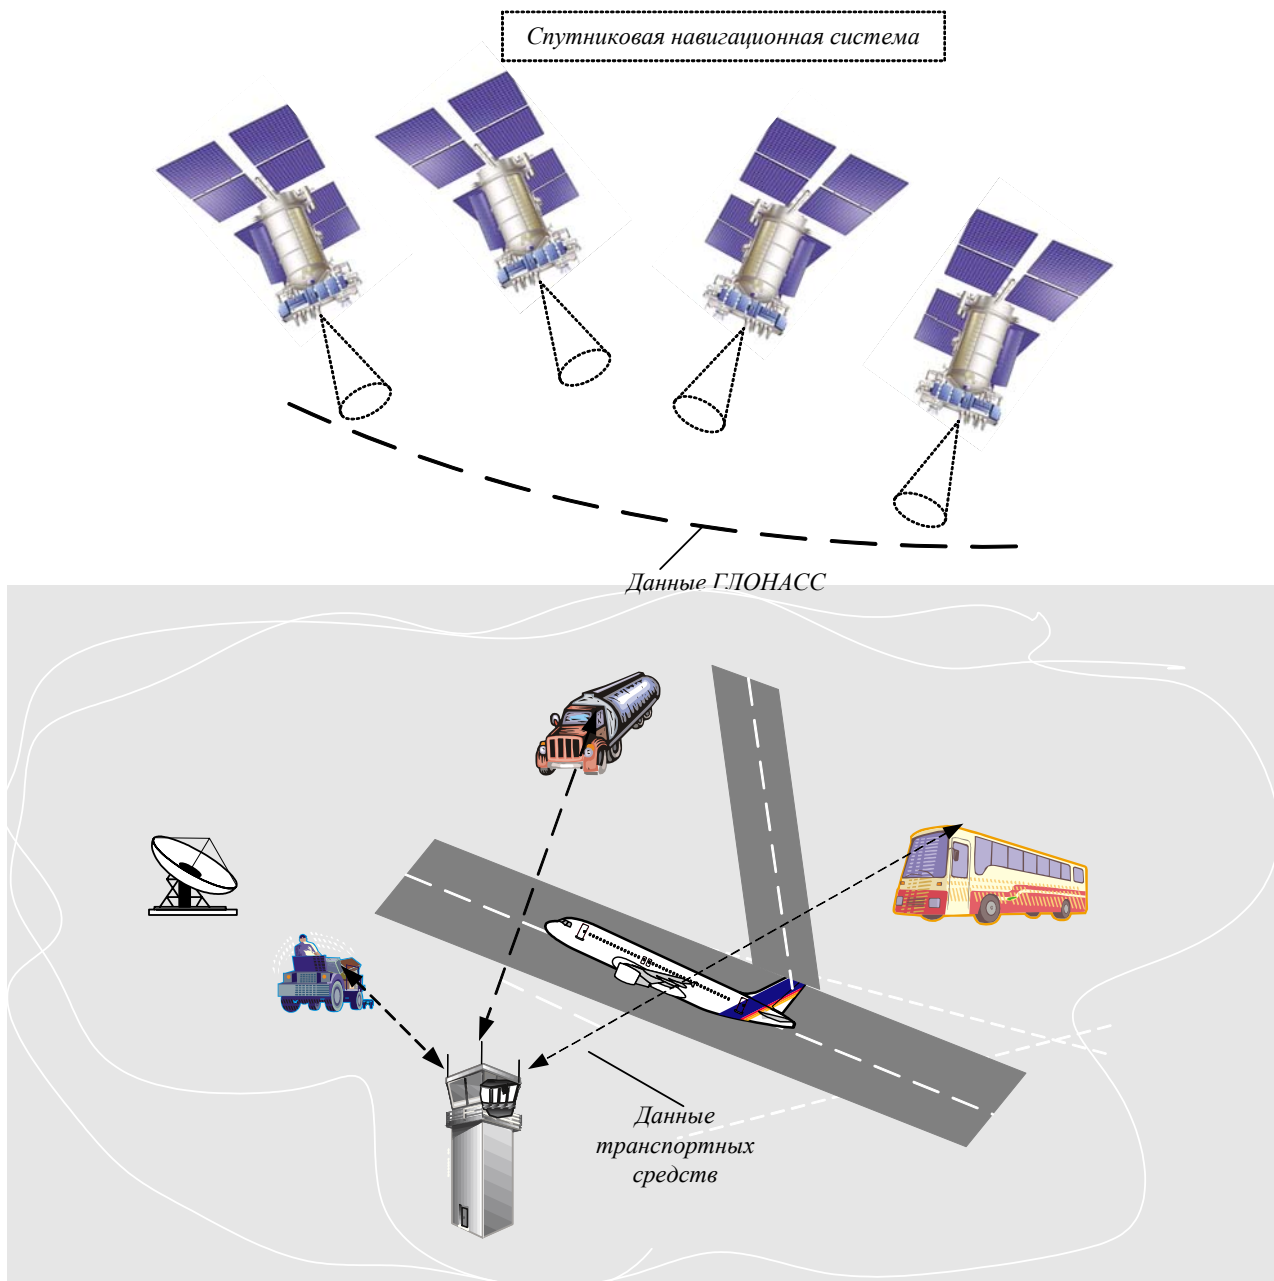 Спутниковая навигационная система
Данные ГЛОНАСС
Данные
транспортных
средств